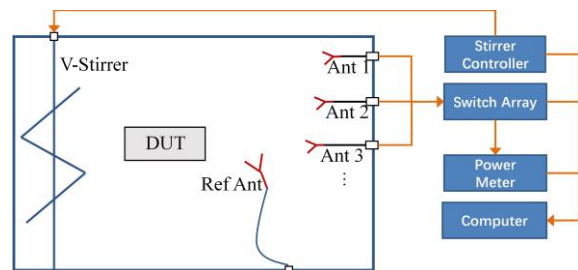 V-Stirrer
Ant 1
Ant 2
Ant 3
...
DUT
Ref Ant
Stirrer
Controller
Switch Array
Power
Meter
Computer